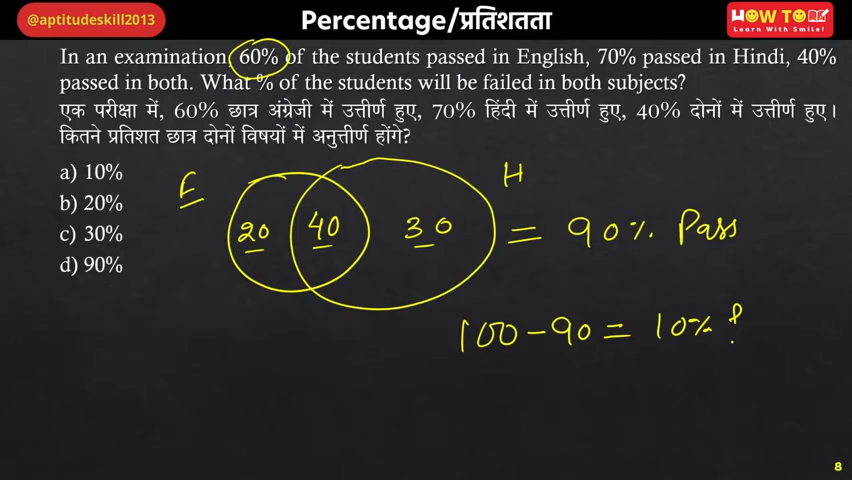 @aptitudeskill2013
Percentage/प्रतिशतता
HOW TO
Learn With Smile!
In an examination, 60% of the students passed in English, 70% passed in Hindi, 40%
passed in both. What % of the students will be failed in both subjects?
एक परीक्षा में, 60% छात्र अंग्रेजी में उत्तीर्ण हुए, 70% हिंदी में उत्तीर्ण हुए, 40% दोनों में उत्तीर्ण हुए।
कितने प्रतिशत छात्र दोनों विषयों में अनुत्तीर्ण होंगे?
a) 10%
b) 20%
c) 30%
d) 90%
E H
20 40 30 = 90% Pass
100 - 90 = 10%
8